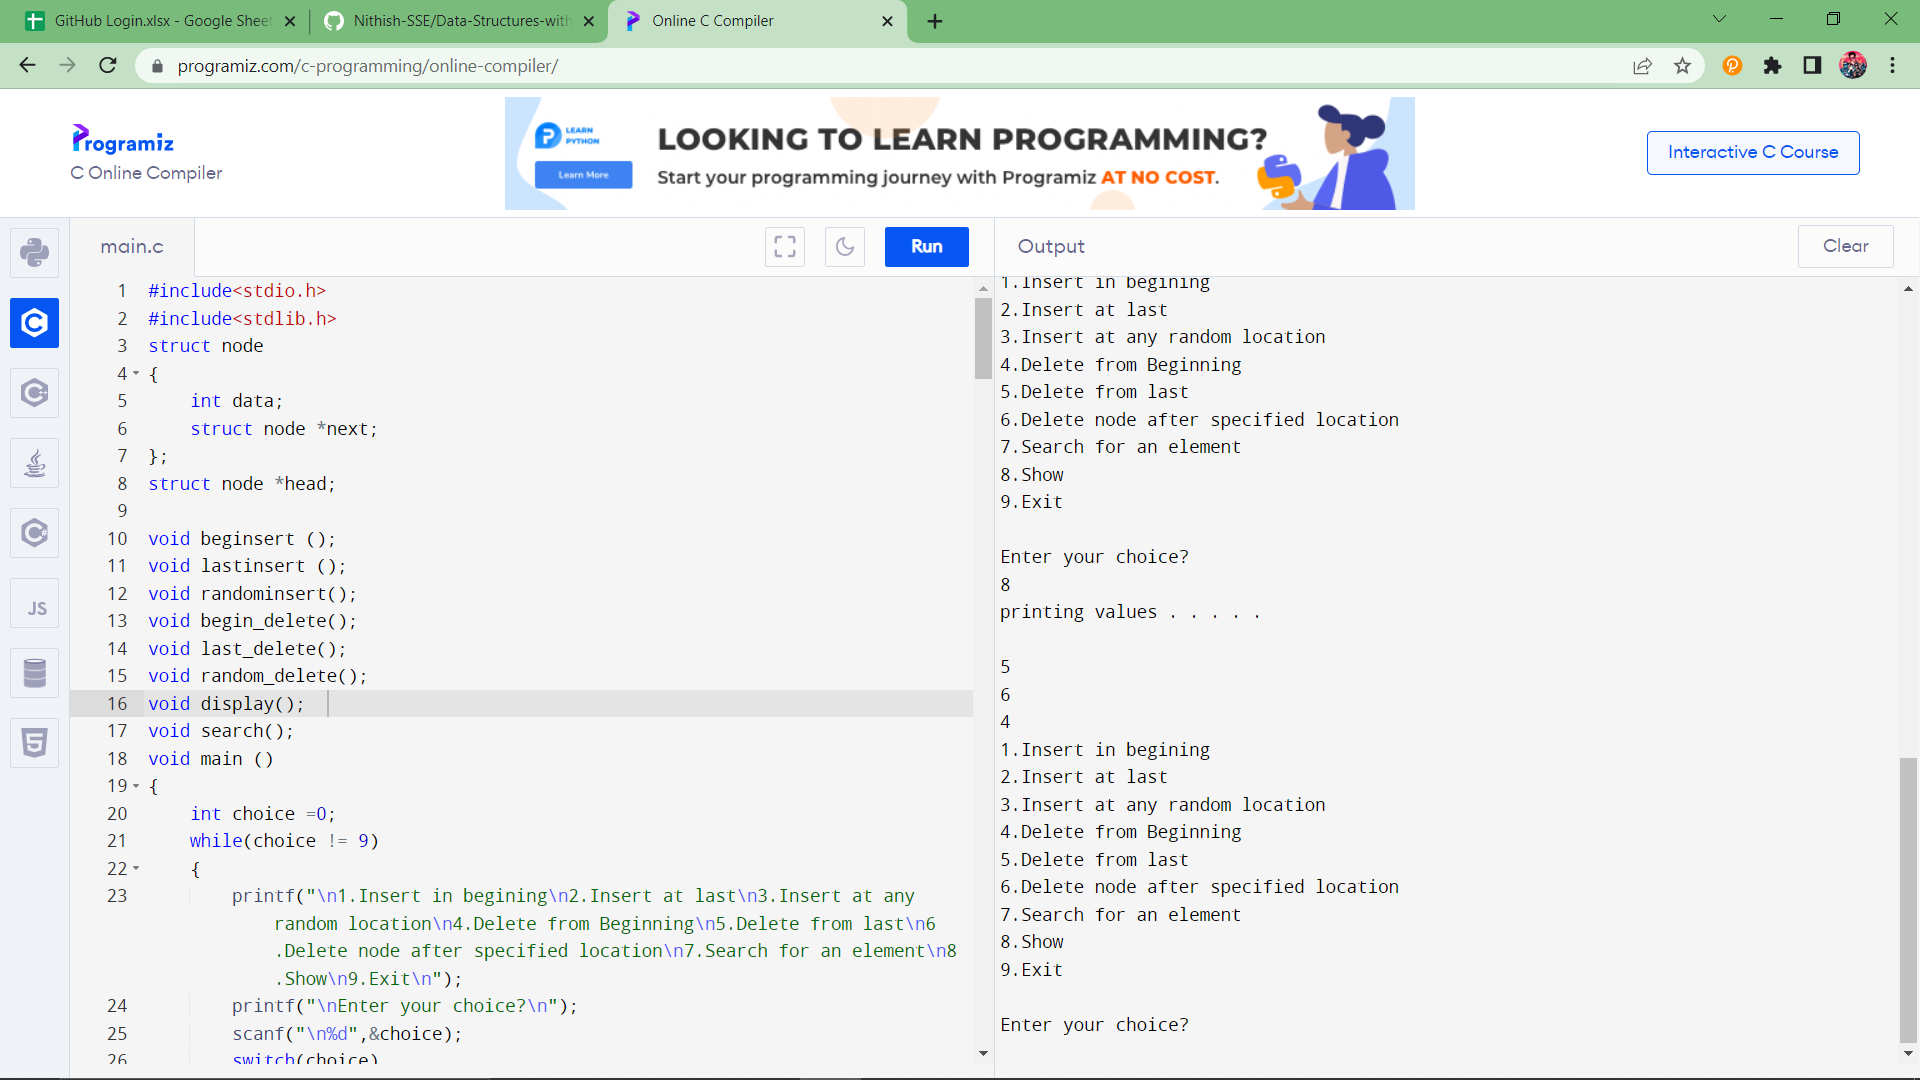 GitHub Login.xlsx - Google Sheet
Nithish-SSE/Data-Structures-with
Online C Compiler
programiz.com/c-programming/online-compiler/
Programiz
C Online Compiler
LEARN
PYTHON
Learn More
LOOKING TO LEARN PROGRAMMING?
Start your programming journey with Programiz AT NO COST.
Interactive C Course
main.c
Run
Output
Clear
JS
1 #include<stdio.h>
2 #include<stdlib.h>
3 struct node
4 {
5 int data;
6 struct node *next;
7 };
8 struct node *head;
9
10 void beginsert ();
11 void lastinsert ();
12 void randominsert();
13 void begin_delete();
14 void last_delete();
15 void random_delete();
16 void display();
17 void search();
18 void main ()
19 {
20 int choice =0;
21 while(choice != 9)
22 {
23 printf("\n1.Insert in begining\n2.Insert at last\n3.Insert at any
random location\n4.Delete from Beginning\n5.Delete from last\n6
.Delete node after specified location\n7.Search for an element\n8
.Show\n9.Exit\n");
24 printf("\nEnter your choice?\n");
25 scanf("\n%d",&choice);
26 switch(choice)
1.Insert in begining
2.Insert at last
3.Insert at any random location
4.Delete from Beginning
5.Delete from last
6.Delete node after specified location
7.Search for an element
8.Show
9.Exit
Enter your choice?
8
printing values . . . . .
5
6
4
1.Insert in begining
2.Insert at last
3.Insert at any random location
4.Delete from Beginning
5.Delete from last
6.Delete node after specified location
7.Search for an element
8.Show
9.Exit
Enter your choice?